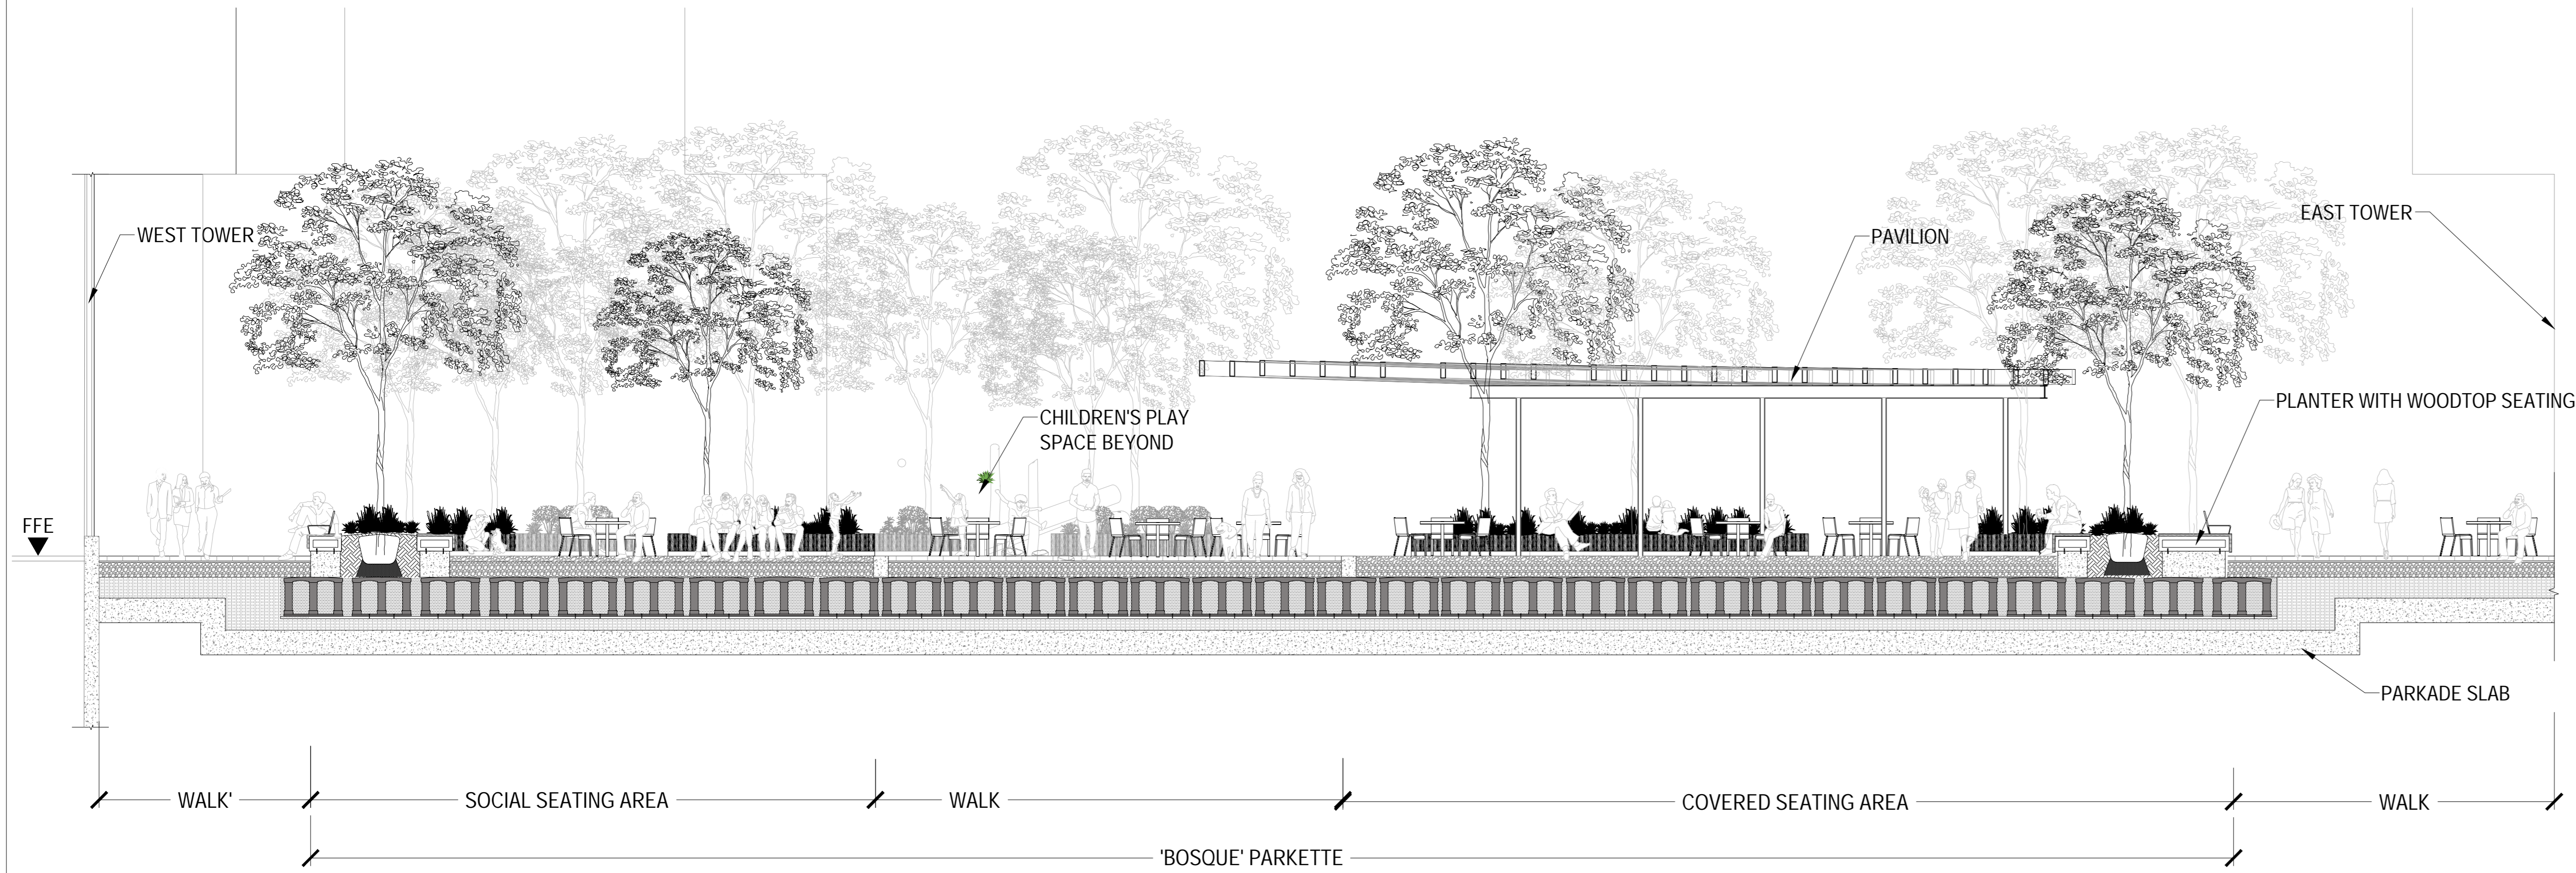 WEST TOWER
EAST TOWER
PAVILION
CHILDREN'S PLAY
SPACE BEYOND
PLANTER WITH WOODTOP SEATING
FFE
PARKADE SLAB
WALK'
SOCIAL SEATING AREA
WALK
COVERED SEATING AREA
WALK
'BOSQUE' PARKETTE